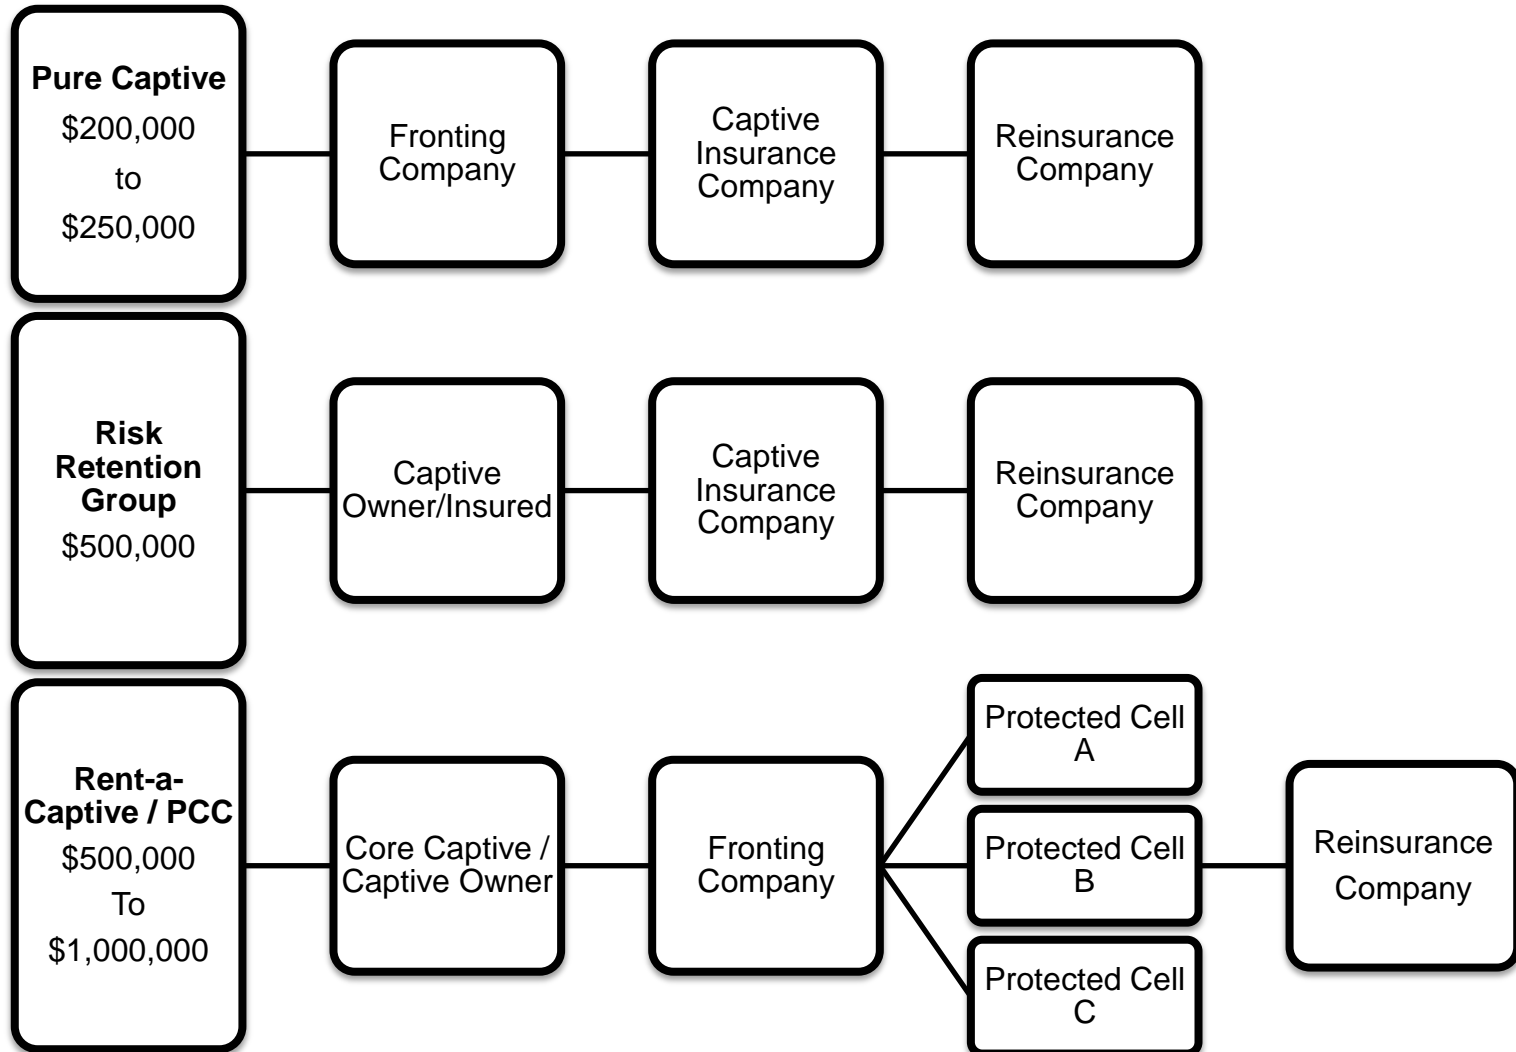 Pure Captive
$200,000
to
$250,000
Fronting
Company
Captive
Insurance
Company
Reinsurance
Company
Risk
Retention
Group
$500,000
Captive
Owner/Insured
Captive
Insurance
Company
Reinsurance
Company
Rent-a-
Captive / PCC
$500,000
To
$1,000,000
Core Captive /
Captive Owner
Fronting
Company
Protected Cell
A
Protected Cell
B
Protected Cell
C
Reinsurance
Company